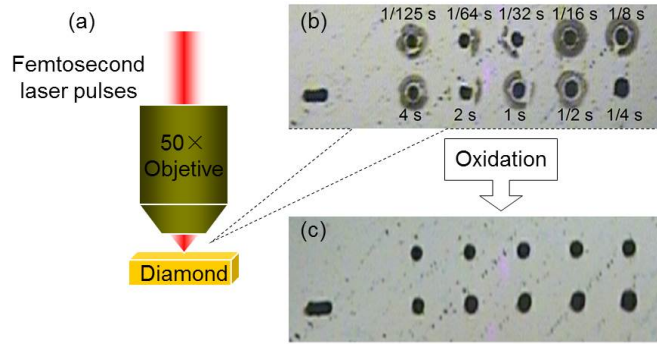 (a)
Femtosecond
laser pulses
50×
Objetive
Diamond
(b)
1/125 s 1/64 s 1/32 s 1/16 s 1/8 s
4 s 2 s 1 s 1/2 s 1/4 s
Oxidation
(c)